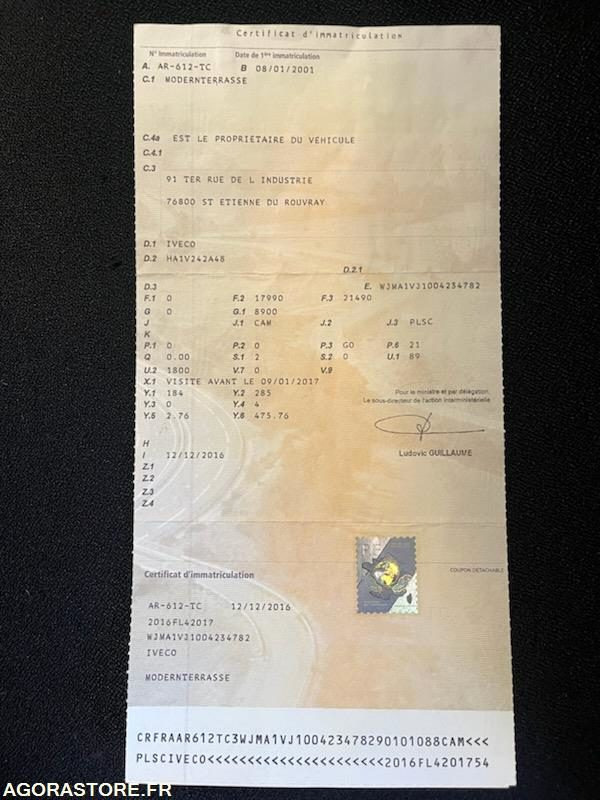 Certificat d'immatriculation
N° Immatriculation Date de 1ère immatriculation
A. AR-612-TC B 08/01/2001
C.1 MODERNTERRASSE
C.4a EST LE PROPRIETAIRE DU VEHICULE
C.4.1
C.3
91 TER RUE DE L INDUSTRIE
76800 ST ETIENNE DU ROUVRAY
D.1 IVECO
D.2 HA1V242A48
D.2.1
D.3 E. WJMA1VJ1004234782
F.1 0 F.2 17990 F.3 21490
G 0 G.1 8900
J J.1 CAM J.2 J.3 PLSC
K
P.1 0 P.2 0 P.3 GO P.6 21
Q 0.00 S.1 2 S.2 0 U.1 89
U.2 1800 V.7 0 V.9
X.1 VISITE AVANT LE 09/01/2017
Y.1 184 Y.2 285
Y.3 0 Y.4 4
Y.5 2.76 Y.6 475.76
Pour le ministre et par délégation,
Le sous-directeur de l'action interministérielle
Ludovic GUILLAUME
H
I 12/12/2016
Z.1
Z.2
Z.3
Z.4
COUPON DETACHABLE
Certificat d'immatriculation
AR-612-TC 12/12/2016
2016FL42017
WJMA1VJ1004234782
IVECO
MODERNTERRASSE
CRFRAAR612TC3WJMA1VJ100423478290101088CAM<<<
PLSCIVECO<<<<<<<<<<<<<<<<<<<<<<<<2016FL4201754
AGORASTORE.FR